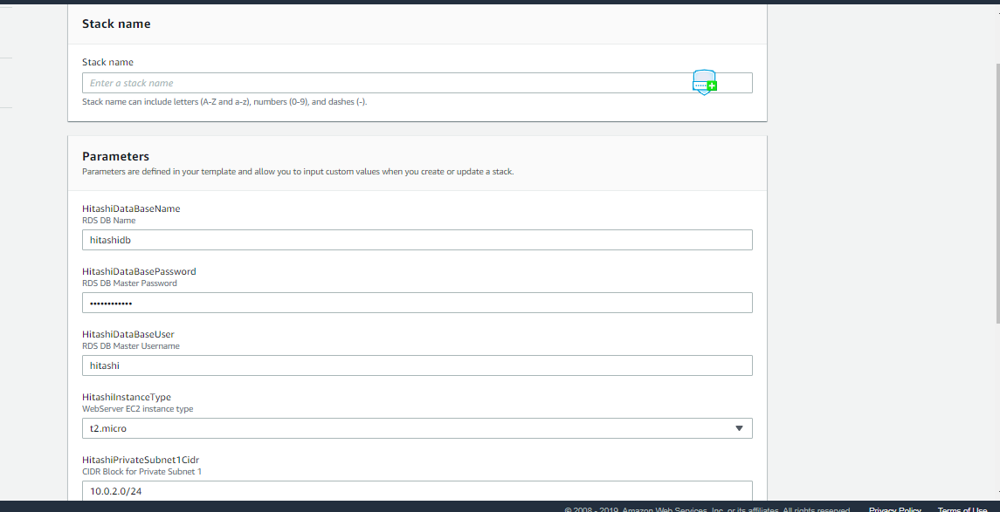 Stack name
Stack name
Enter a stack name
Stack name can include letters (A-Z and a-z), numbers (0-9), and dashes (-).
Parameters
Parameters are defined in your template and allow you to input custom values when you create or update a stack.
HitashiDataBaseName
RDS DB Name
hitashidb
HitashiDataBasePassword
RDS DB Master Password
••••••••••••
HitashiDataBaseUser
RDS DB Master Username
hitashi
HitashiInstanceType
WebServer EC2 instance type
t2.micro
HitashiPrivateSubnet1Cidr
CIDR Block for Private Subnet 1
10.0.2.0/24
© 2008 - 2019, Amazon Web Services, Inc. or its affiliates. All rights reserved. Privacy Policy Terms of Use